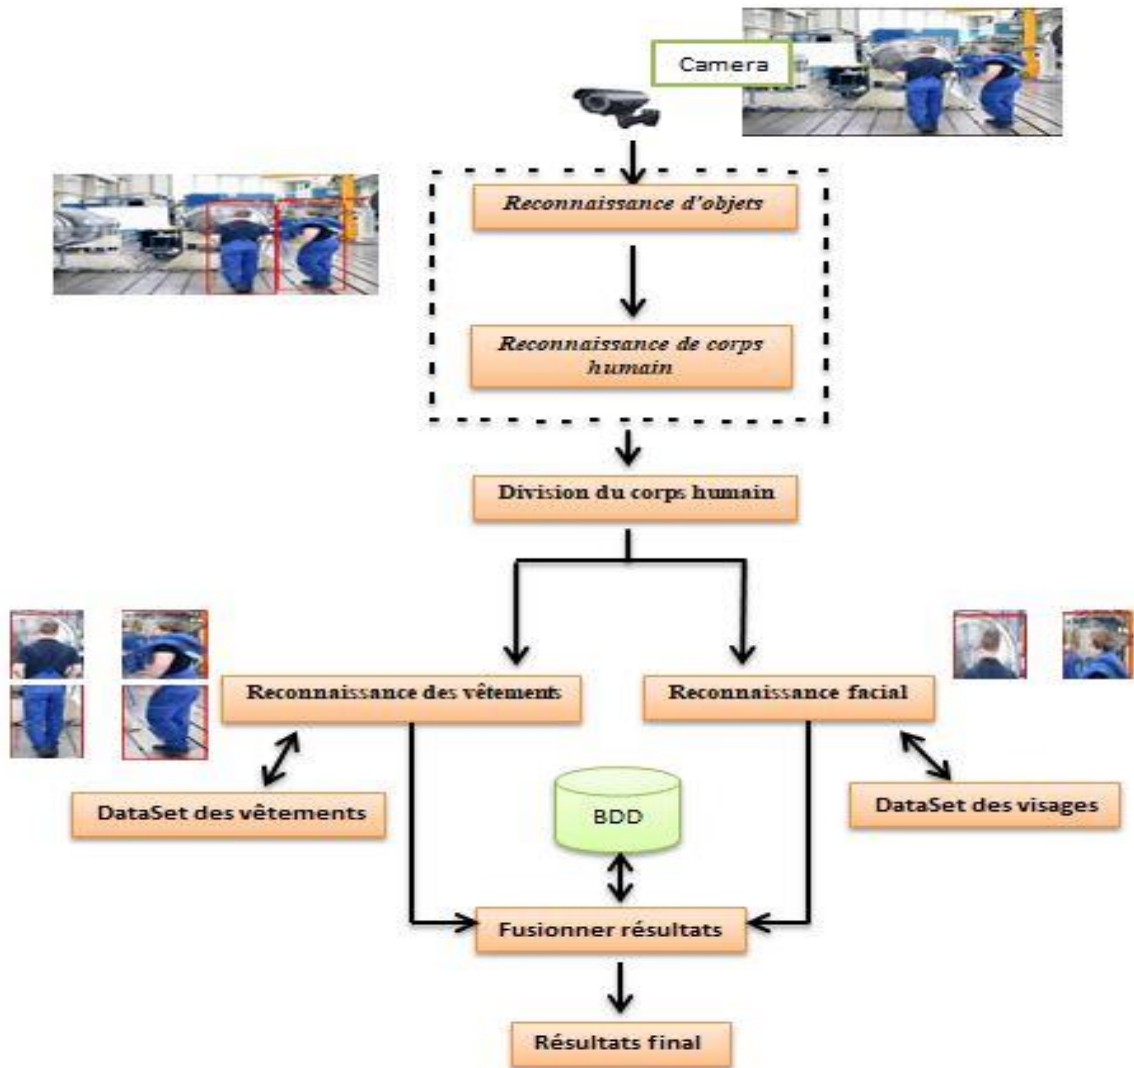 Camera
Reconnaissance d'objets
Reconnaissance de corps
humain
Division du corps humain
Reconnaissance des vêtements
Reconnaissance facial
DataSet des vêtements
BDD
DataSet des visages
Fusionner résultats
Résultats final